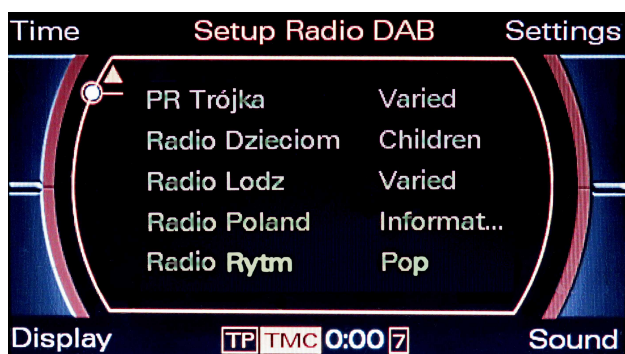 Time Setup Radio DAB Settings
PR Trójka Varied
Radio Dzieciom Children
Radio Lodz Varied
Radio Poland Informat...
Radio Rytm Pop
Display TP TMC 0:00 7 Sound